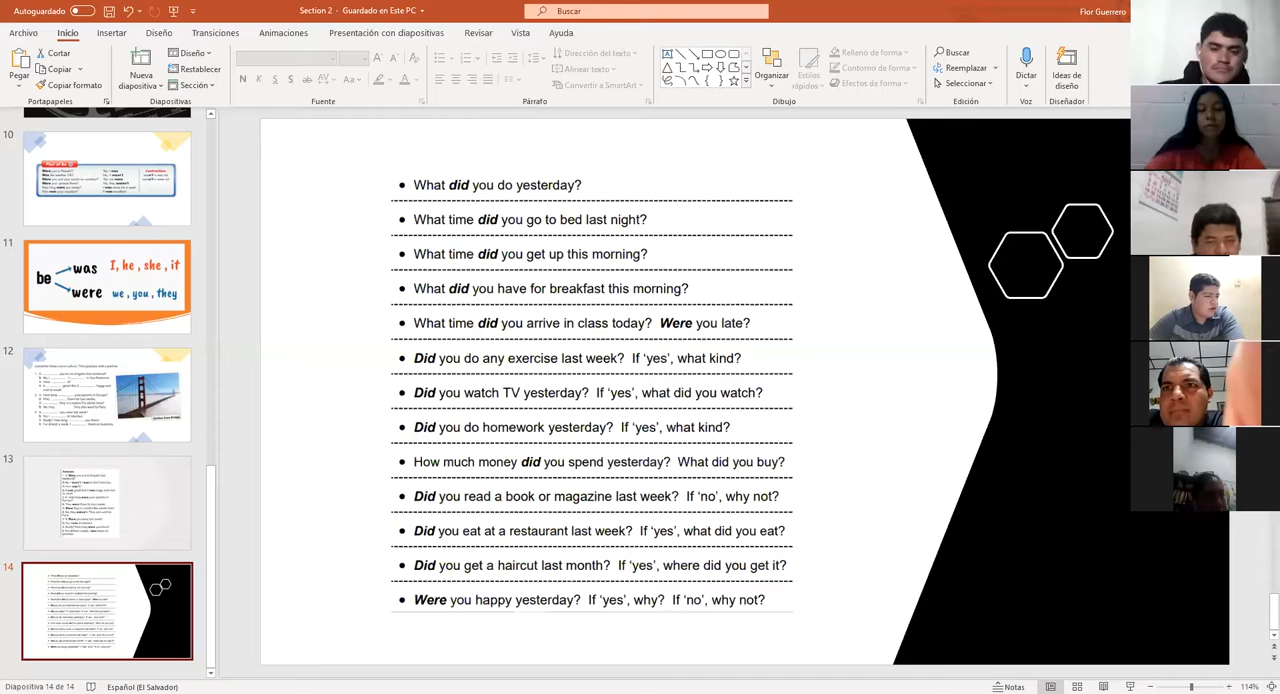 Autoguardado
Section 2 - Guardado en Este PC
Buscar
Flor Guerrero
Archivo
Inicio
Insertar
Diseño
Transiciones
Animaciones
Presentación con diapositivas
Revisar
Vista
Ayuda
Pegar
Cortar
Copiar
Copiar formato
Portapapeles
Nueva diapositiva
Diseño
Restablecer
Sección
Diapositivas
N K S S AV Aa A
Fuente
Dirección del texto
Alinear texto
Convertir a SmartArt
Párrafo
Organizar
Estilos rápidos
Relleno de forma
Contorno de forma
Efectos de forma
Dibujo
Buscar
Reemplazar
Seleccionar
Edición
Dictar
Voz
Ideas de diseño
Diseñador
10
11
be
was
I, he, she, it
were
we, you, they
12
13
14
• What did you do yesterday?
• What time did you go to bed last night?
• What time did you get up this morning?
• What did you have for breakfast this morning?
• What time did you arrive in class today? Were you late?
• Did you do any exercise last week? If ‘yes’, what kind?
• Did you watch TV yesterday? If ‘yes’, what did you watch?
• Did you do homework yesterday? If ‘yes’, what kind?
• How much money did you spend yesterday? What did you buy?
• Did you read a book or magazine last week? If ‘no’, why not?
• Did you eat at a restaurant last week? If ‘yes’, what did you eat?
• Did you get a haircut last month? If ‘yes’, where did you get it?
• Were you If ‘yes’, why? If ‘no’, why
Diapositiva 14 de 14
Español (El Salvador)
Notas
114%